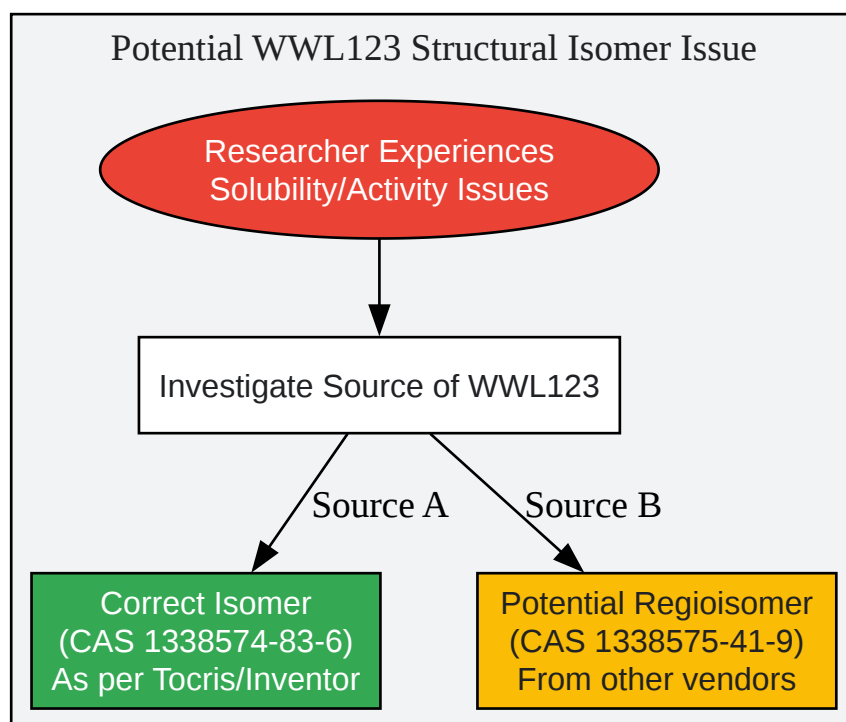 Potential WWL123 Structural Isomer Issue
Researcher Experiences
Solubility/Activity Issues
Investigate Source of WWL123
Source A
Source B
Correct Isomer
(CAS 1338574-83-6)
As per Tocris/Inventor
Potential Regioisomer
(CAS 1338575-41-9)
From other vendors